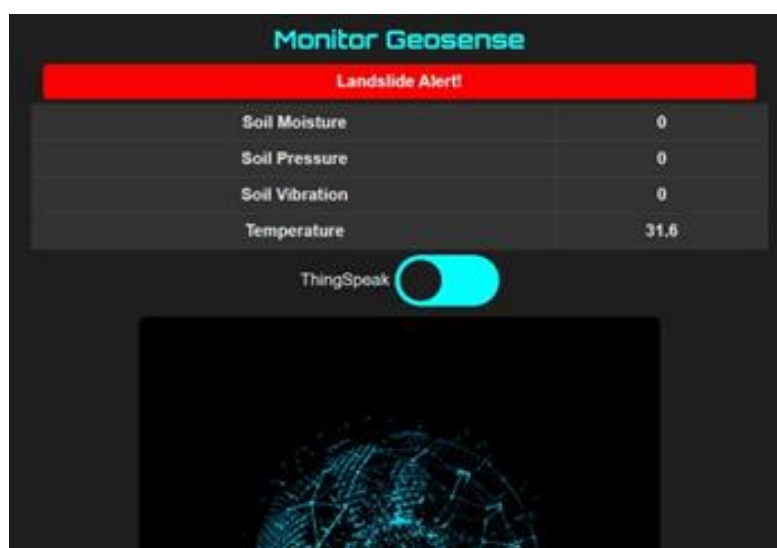 Monitor Geosense
Landslide Alert!
Soil Moisture 0
Soil Pressure 0
Soil Vibration 0
Temperature 31.6
ThingSpeak